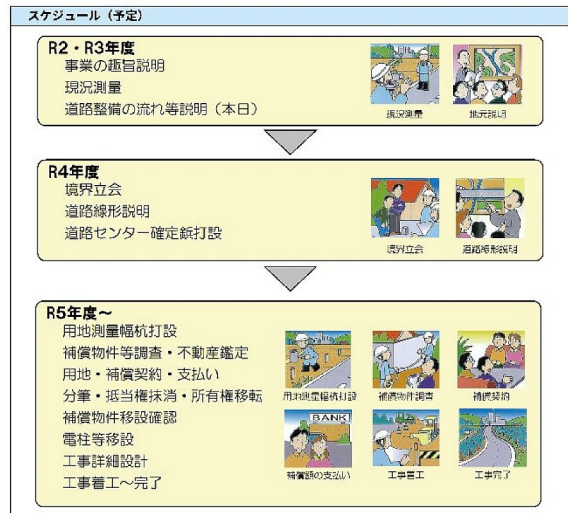 スケジュール（予定）
R2・R3年度
事業の趣旨説明
現況測量
道路整備の流れ等説明（本日）
現況測量
地元説明
R4年度
境界立会
道路線形説明
道路センター確定鋲打設
境界立会
道路線形説明
R5年度～
用地測量幅杭打設
補償物件等調査・不動産鑑定
用地・補償契約・支払い
分筆・抵当権抹消・所有権移転
補償物件移設確認
電柱等移設
工事詳細設計
工事着工～完了
用地測量幅杭打設
補償物件調査
補償契約
BANK
補償額の支払い
工事着工
工事完了